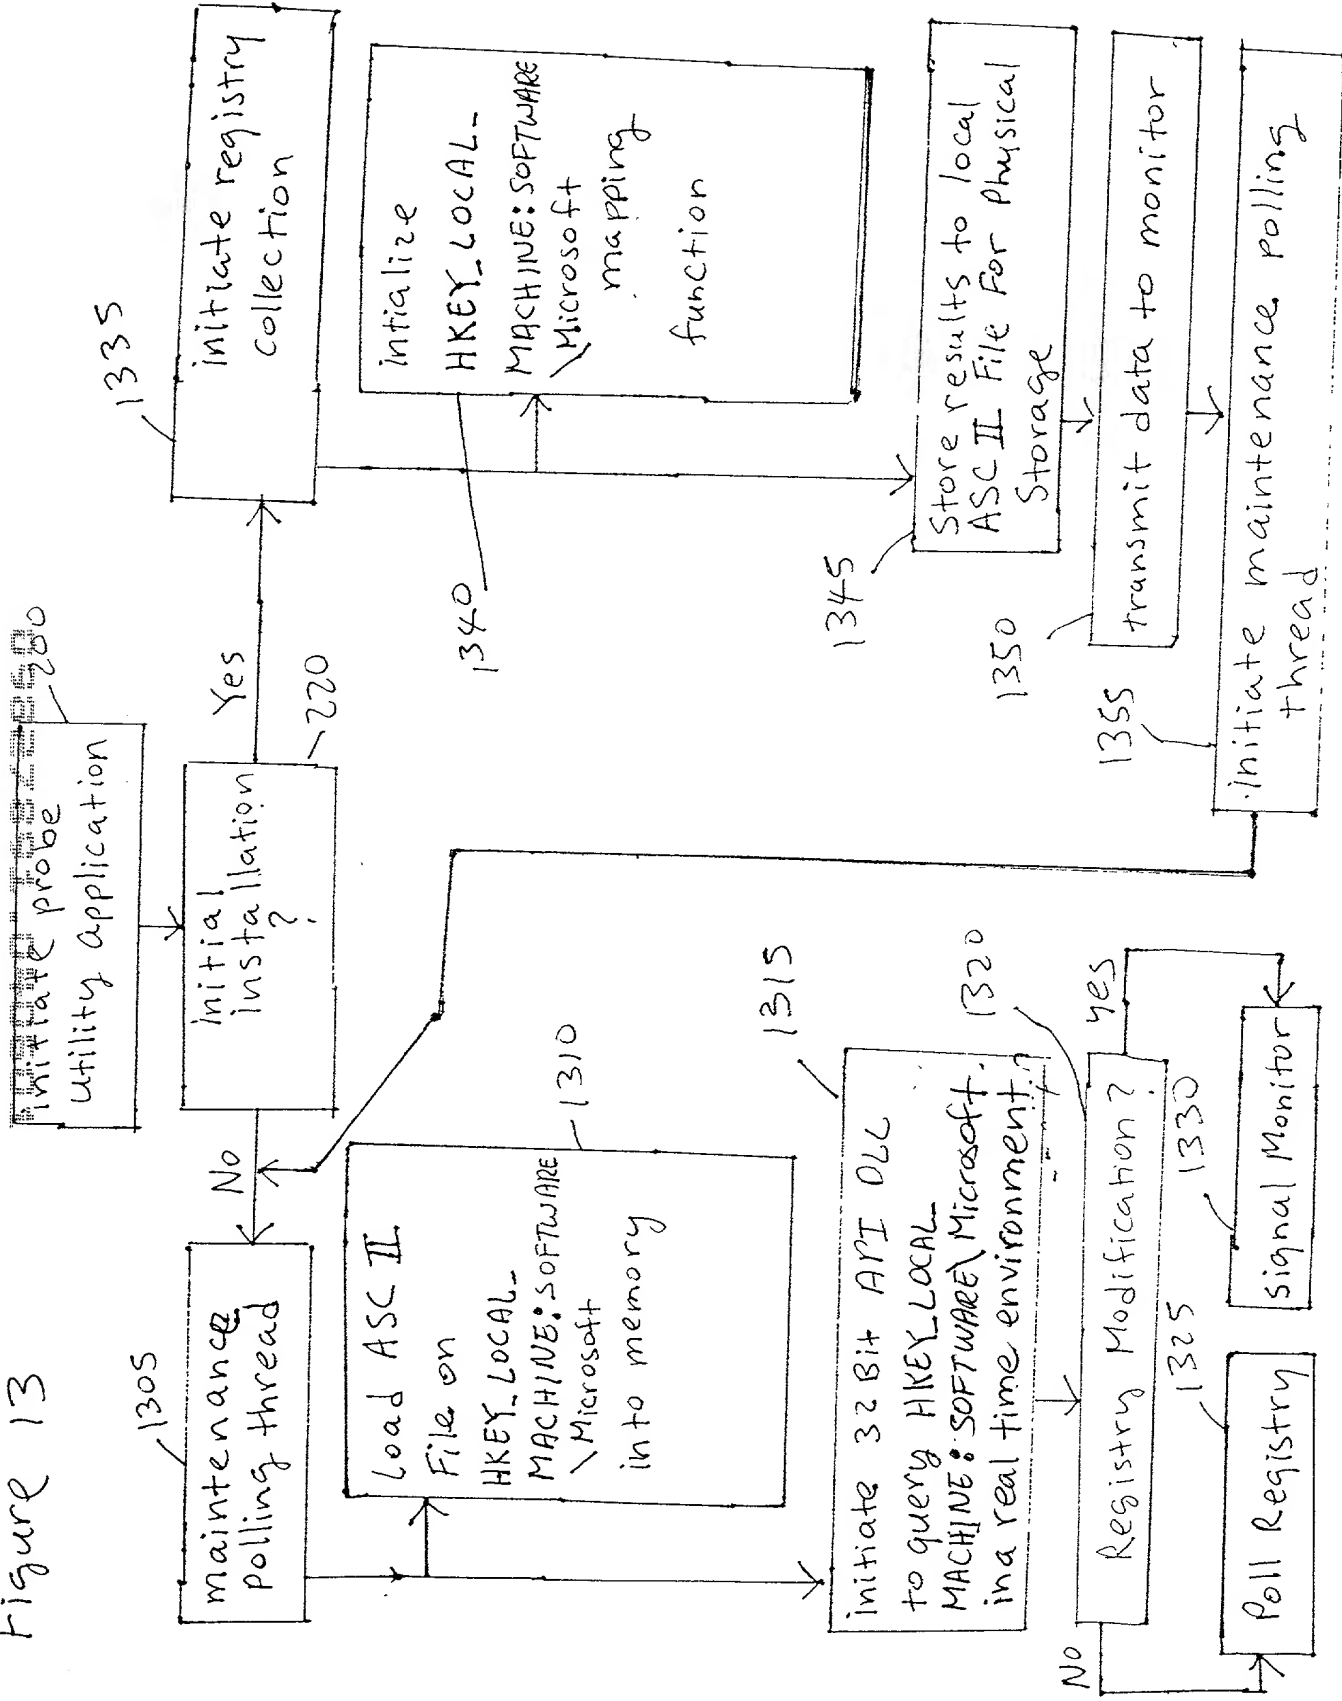 Figure 13
initiate probe
utility application
200
initial
installation
?
220
No
Yes
maintenance
polling thread
1305
Load ASC II
File on
HKEY_LOCAL_
MACHINE:SOFTWARE
\Microsoft
into memory
1310
initiate 32 Bit API DLL
to query HKEY_LOCAL_
MACHINE:SOFTWARE\Microsoft.
in a real time environment.
1315
Registry Modification?
1320
No
yes
Poll Registry
1325
Signal Monitor
1330
initiate registry
collection
1335
intialize
HKEY_LOCAL_
MACHINE:SOFTWARE
\Microsoft
mapping
function
1340
Store results to local
ASC II File For Physical
Storage
1345
transmit data to monitor
1350
initiate maintenance polling
thread
1355